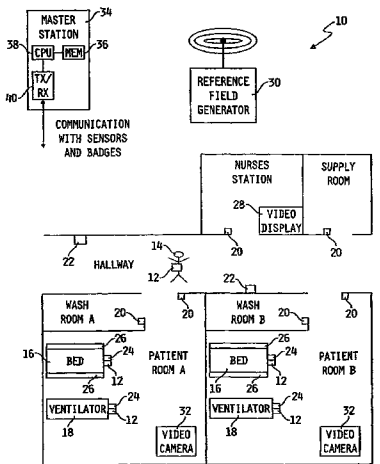 10
34
MASTER
STATION
38
CPU
MEM
36
40
TX/
RX
COMMUNICATION
WITH SENSORS
AND BADGES
REFERENCE
FIELD
GENERATOR
30
NURSES
STATION
SUPPLY
ROOM
28
VIDEO
DISPLAY
20
20
22
HALLWAY
14
12
22
20
20
WASH
ROOM A
20
WASH
ROOM B
20
16
26
BED
24
12
26
PATIENT
ROOM A
16
26
BED
24
12
26
PATIENT
ROOM B
VENTILATOR
24
12
18
32
VIDEO
CAMERA
VENTILATOR
24
12
18
32
VIDEO
CAMERA